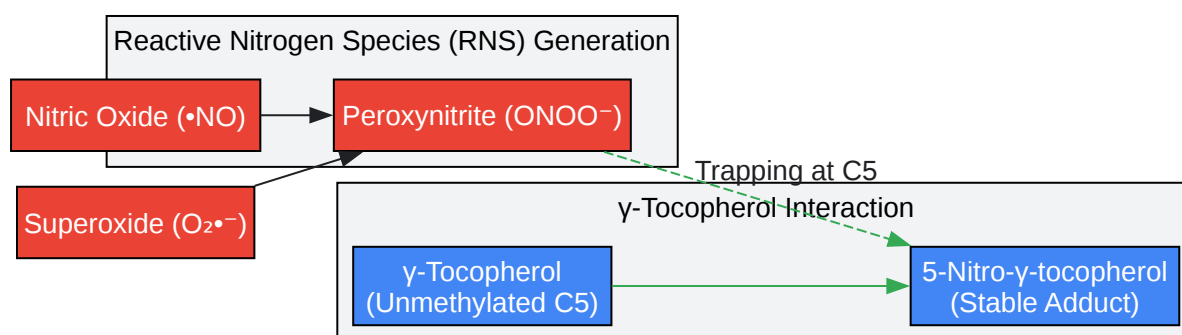 Reactive Nitrogen Species (RNS) Generation
Nitric Oxide (•NO)
Peroxynitrite (ONOO⁻)
Superoxide (O₂•⁻)
Trapping at C5
γ-Tocopherol Interaction
γ-Tocopherol
(Unmethylated C5)
5-Nitro-γ-tocopherol
(Stable Adduct)